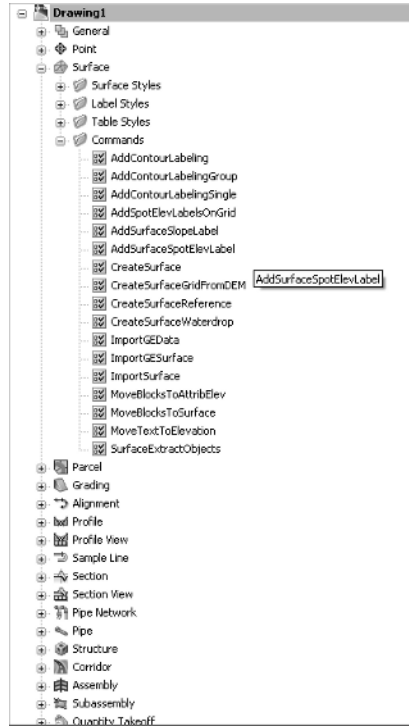 Drawing1
General
Point
Surface
Surface Styles
Label Styles
Table Styles
Commands
AddContourLabeling
AddContourLabelingGroup
AddContourLabelingSingle
AddSpotElevLabelsOnGrid
AddSurfaceSlopeLabel
AddSurfaceSpotElevLabel
CreateSurface
CreateSurfaceGridFromDEM AddSurfaceSpotElevLabel
CreateSurfaceReference
CreateSurfaceWaterdrop
ImportGEData
ImportGESurface
ImportSurface
MoveBlocksToAttribElev
MoveBlocksToSurface
MoveTextToElevation
SurfaceExtractObjects
Parcel
Grading
Alignment
Profile
Profile View
Sample Line
Section
Section View
Pipe Network
Pipe
Structure
Corridor
Assembly
Subassembly
Quantity Takeoff